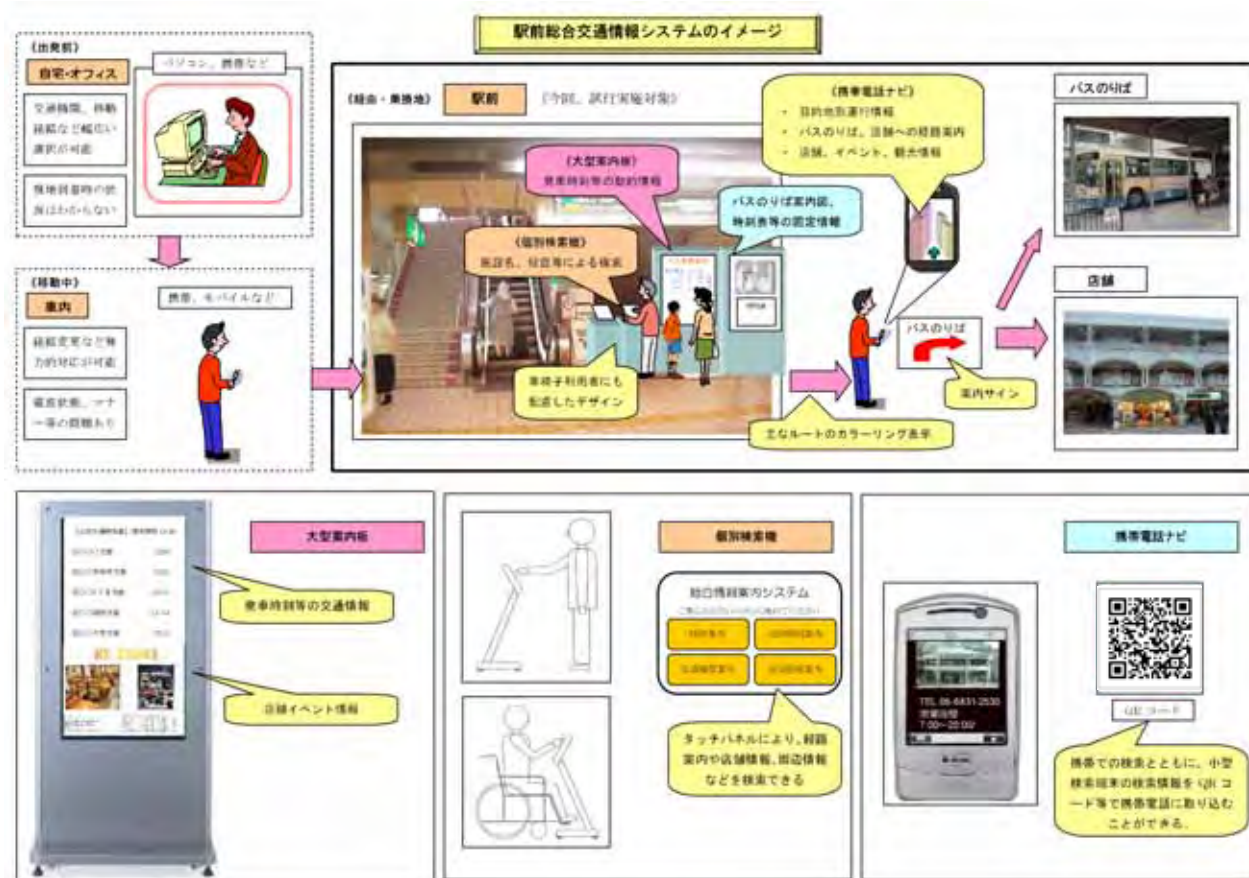 駅前総合交通情報システムのイメージ
《出発前》
自宅・オフィス
パソコン、携帯など
交通機関、移動
経路など幅広い
選択が可能
現地到着時の状
況はわからない
《移動中》
車内
携帯、モバイルなど
経路変更など
力的対応が可能
マナ
ー等の問題あり
《経由・乗換地》
駅前
《今回、試行実施対象》
《大型案内板》
発車時刻等の動的情報
《個別検索機》
施設名、住所等による検索
バスのりば案内図、
時刻表等の固定情報
車椅子利用者にも
配慮したデザイン
《携帯電話ナビ》
・ 目的地別運行情報
・ バスのりば、店舗への経路案内
・ 店舗、イベント、観光情報
バスのりば
案内サイン
主なルートのカラーリング表示
バスのりば
店舗
大型案内板
発車時刻等の交通情報
店舗イベント情報
個別検索機
総合情報案内システム
タッチパネルにより、経路
案内や店舗情報、周辺情報
などを検索できる
携帯電話ナビ
TEL 06-6431-2530
営業時間
7:00～20:00/
QRコード
携帯での検索とともに、小型
検索端末の検索情報をQRコ
ード等で携帯電話に取り込む
ことができる。